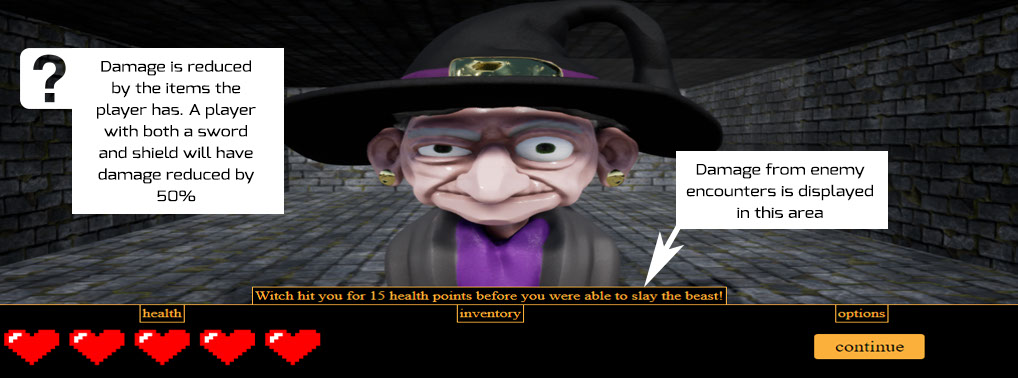 ?
Damage is reduced
by the items the
player has. A player
with both a sword
and shield will have
damage reduced by
50%
Damage from enemy
encounters is displayed
in this area
Witch hit you for 15 health points before you were able to slay the beast!
health
inventory
options
continue